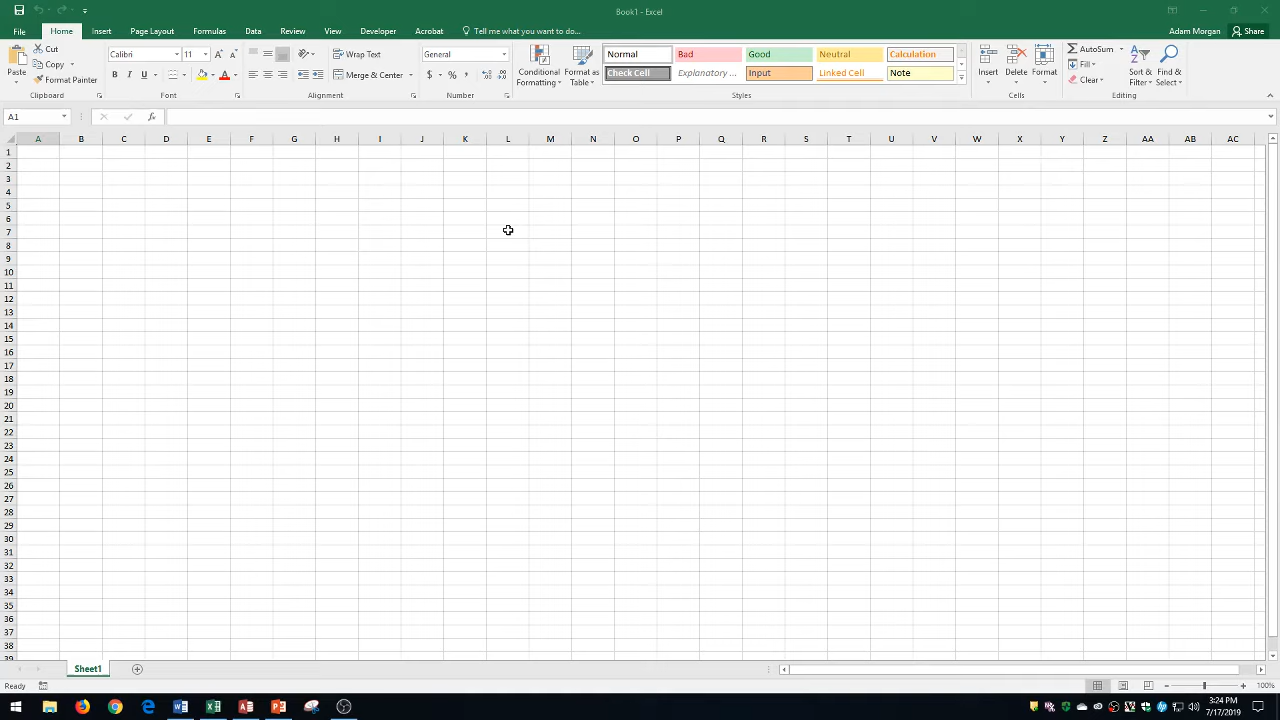 Book1 - Excel
File Home Insert Page Layout Formulas Data Review View Developer Acrobat Tell me what you want to do... Adam Morgan Share
Paste
Cut
Copy
Format Painter
Clipboard
Calibri 11
B I U
Font
Wrap Text
Merge & Center
Alignment
General
$ % ,
Number
Conditional Formatting
Format as Table
Normal Bad Good Neutral Calculation
Check Cell Explanatory ... Input Linked Cell Note
Styles
Insert Delete Format
Cells
AutoSum
Fill
Clear
Sort & Filter
Find & Select
Editing
A1 fx
A B C D E F G H I J K L M N O P Q R S T U V W X Y Z AA AB AC
1
2
3
4
5
6
7
8
9
10
11
12
13
14
15
16
17
18
19
20
21
22
23
24
25
26
27
28
29
30
31
32
33
34
35
36
37
38
39
Sheet1
Ready 100%
3:24 PM
7/17/2019